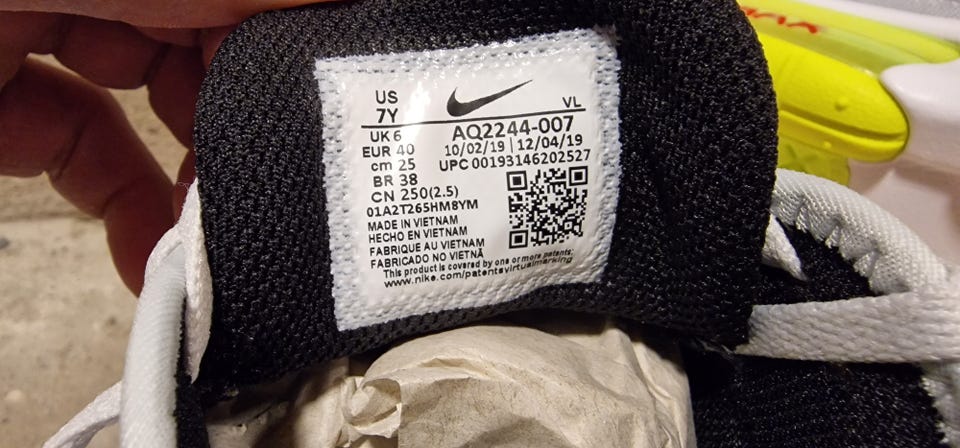 US
7Y
VL
UK 6
EUR 40
cm 25
BR 38
CN 250(2.5)
AQ2244-007
10/02/19 | 12/04/19
UPC 00193146202527
01A2T265HM8YM
MADE IN VIETNAM
HECHO EN VIETNAM
FABRIQUE AU VIETNAM
FABRICADO NO VIETNÃ
This product is covered by one or more patents:
www.nike.com/patentsvirtualmarking